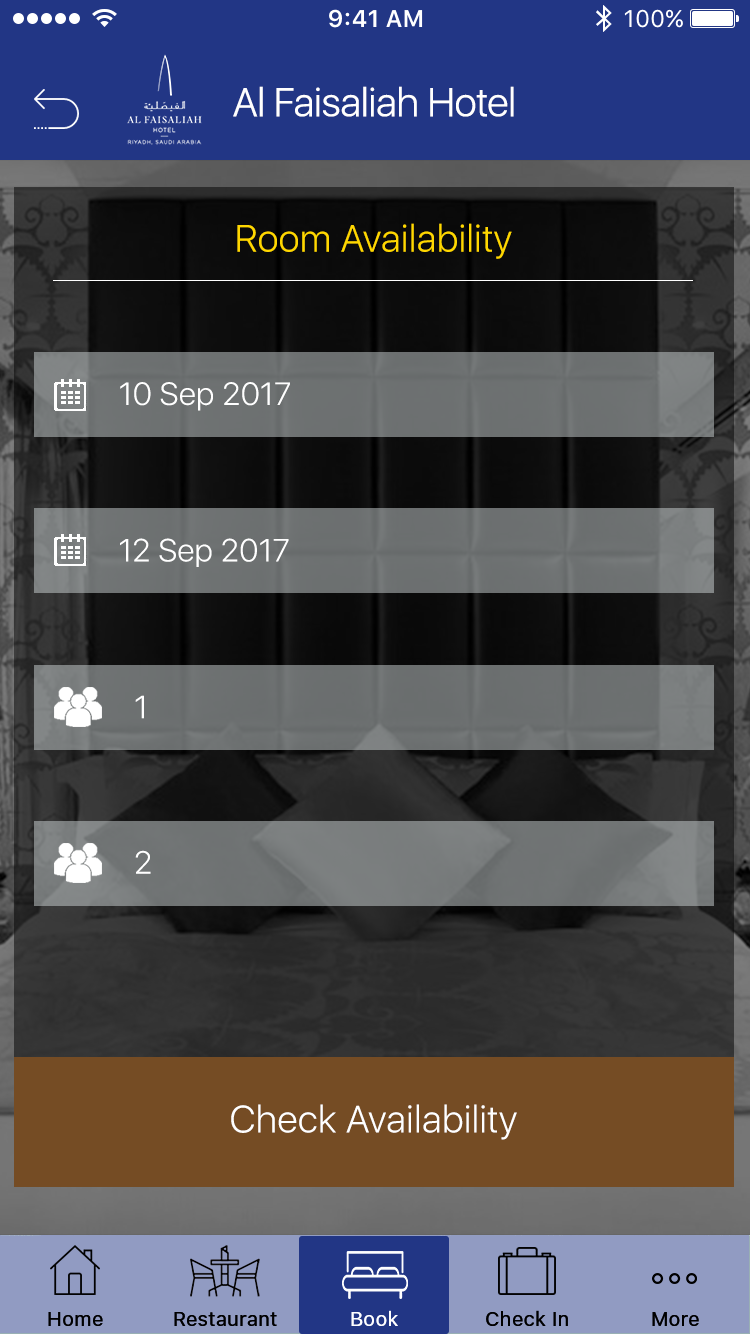 9:41 AM
100%
الفيصلية
AL FAISALIAH
HOTEL
RIYADH, SAUDI ARABIA
Al Faisaliah Hotel
Room Availability
10 Sep 2017
12 Sep 2017
1
2
Check Availability
Home
Restaurant
Book
Check In
More